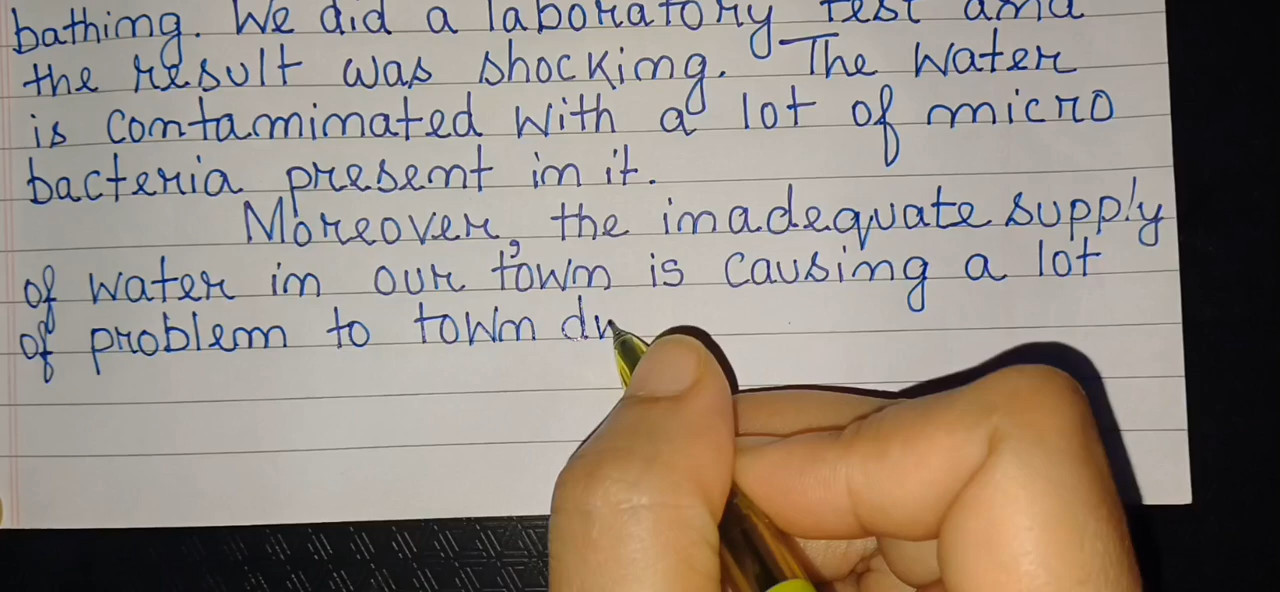 bathing. We did a laboratory test and
the result was shocking. The Water
is contaminated with a lot of micro
bacteria present in it.
Moreover, the inadequate supply
of water in our town is causing a lot
of problem to town